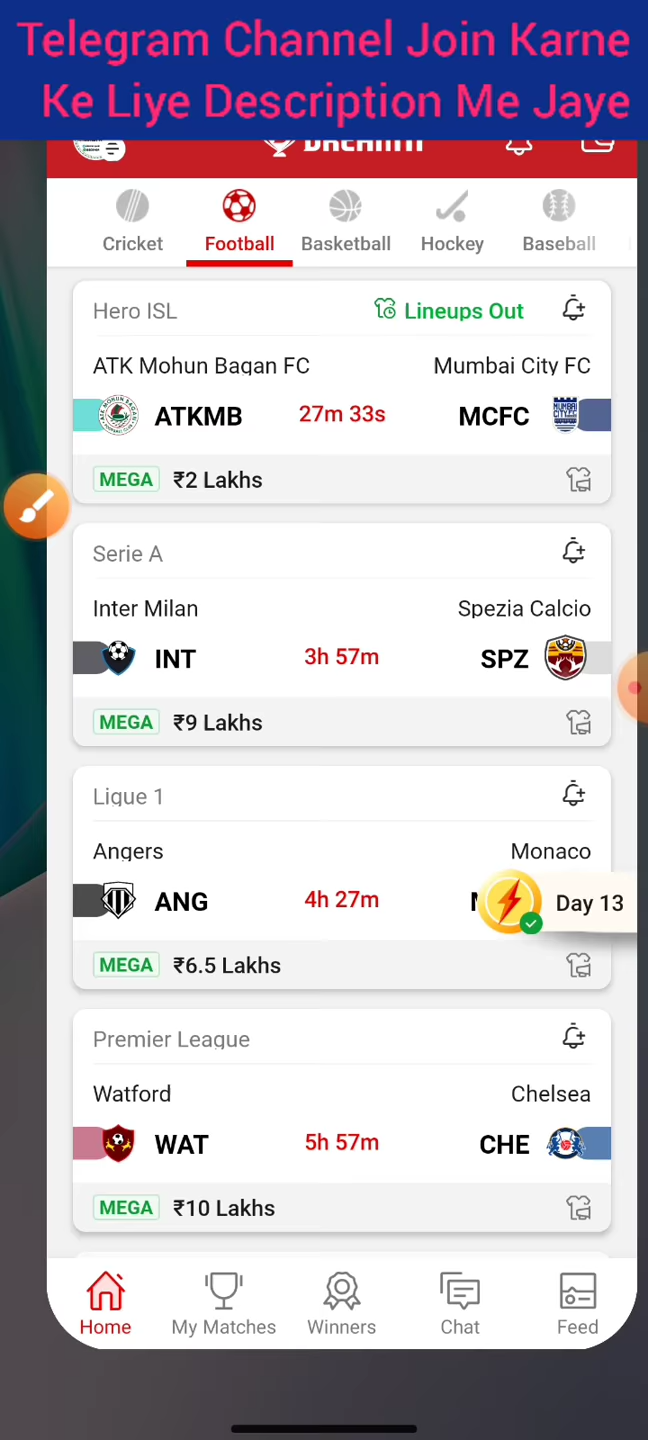 Telegram Channel Join Karne
Ke Liye Description Me Jaye
Cricket
Football
Basketball
Hockey
Baseball
Hero ISL
Lineups Out
ATK Mohun Bagan FC
Mumbai City FC
ATKMB
27m 33s
MCFC
MEGA ₹2 Lakhs
Serie A
Inter Milan
Spezia Calcio
INT
3h 57m
SPZ
MEGA ₹9 Lakhs
Ligue 1
Angers
Monaco
ANG
4h 27m
Day 13
MEGA ₹6.5 Lakhs
Premier League
Watford
Chelsea
WAT
5h 57m
CHE
MEGA ₹10 Lakhs
Home
My Matches
Winners
Chat
Feed